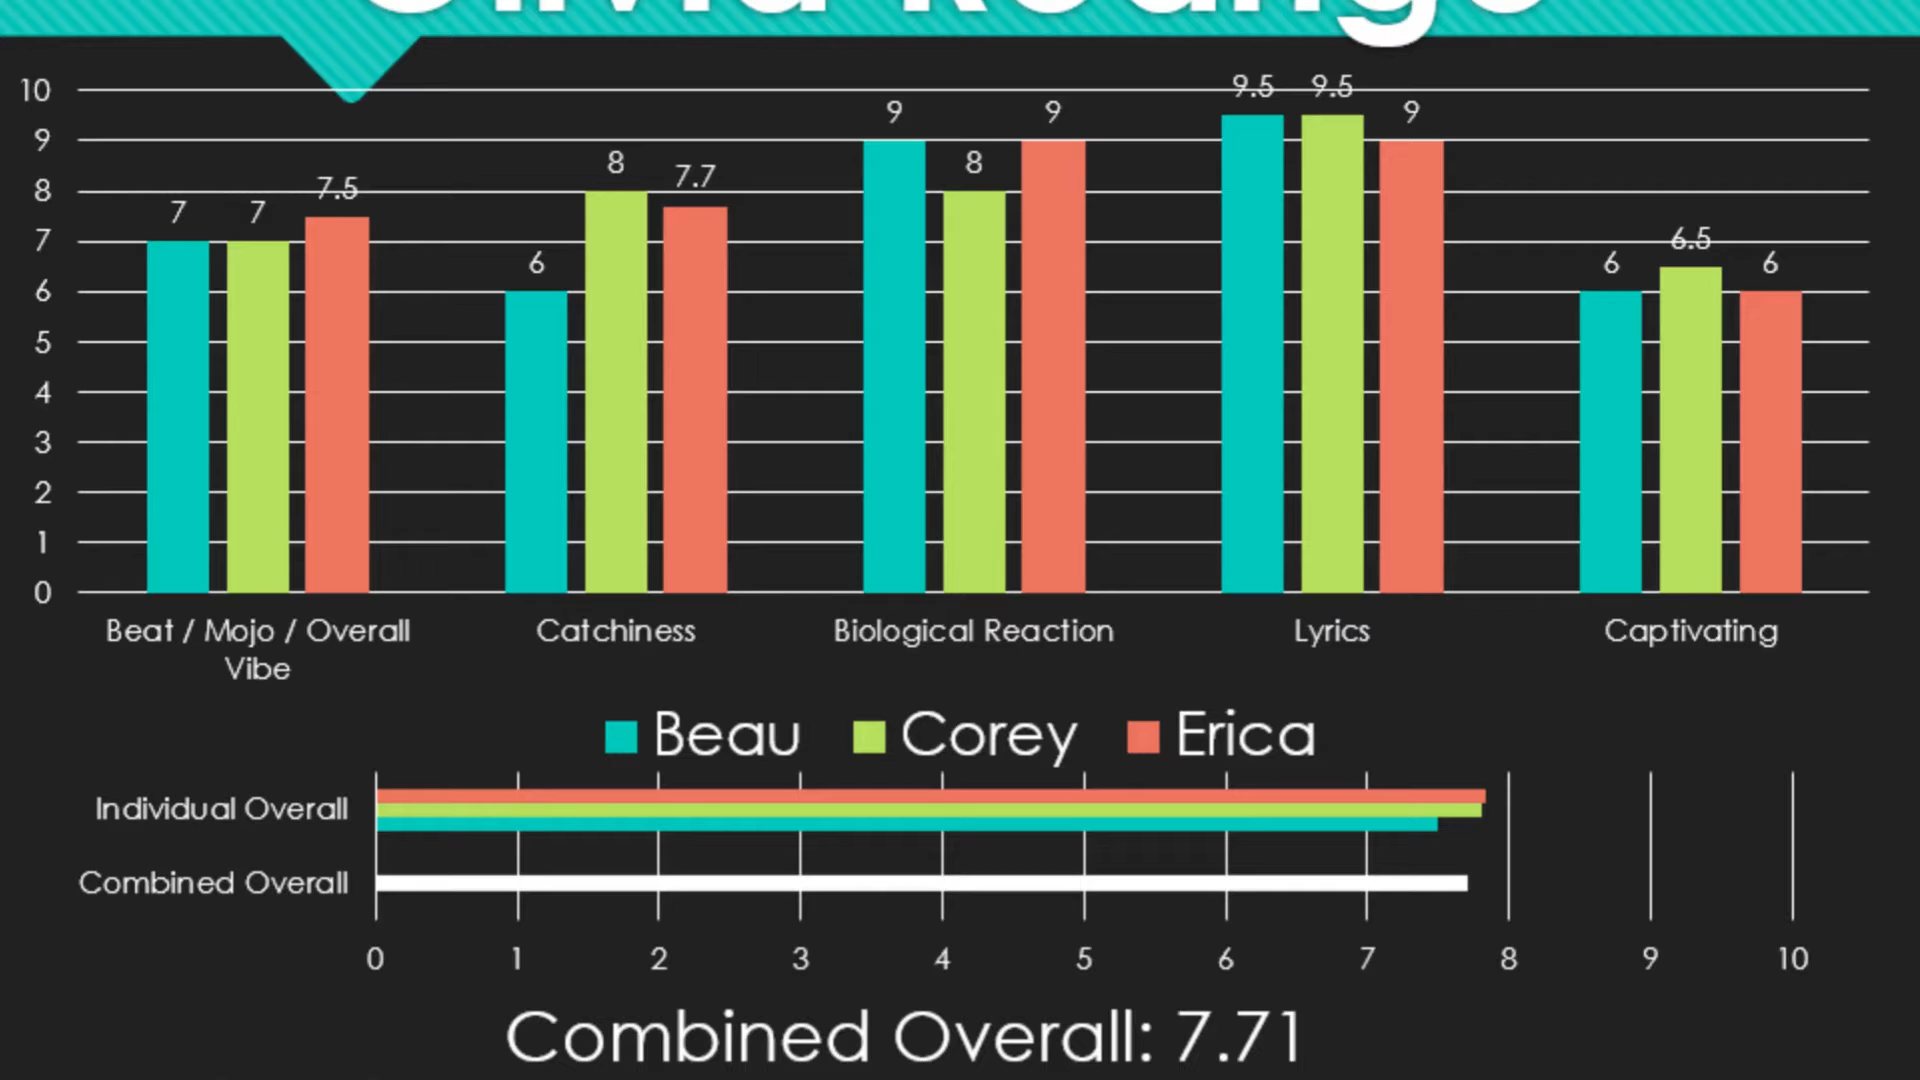 Olivia Rodrigo
10
9
8
7
6
5
4
3
2
1
0
7
7
7.5
6
8
7.7
9
8
9
9.5
9.5
9
6
6.5
6
Beat / Mojo / Overall
Vibe
Catchiness
Biological Reaction
Lyrics
Captivating
Beau
Corey
Erica
Individual Overall
Combined Overall
0
1
2
3
4
5
6
7
8
9
10
Combined Overall: 7.71